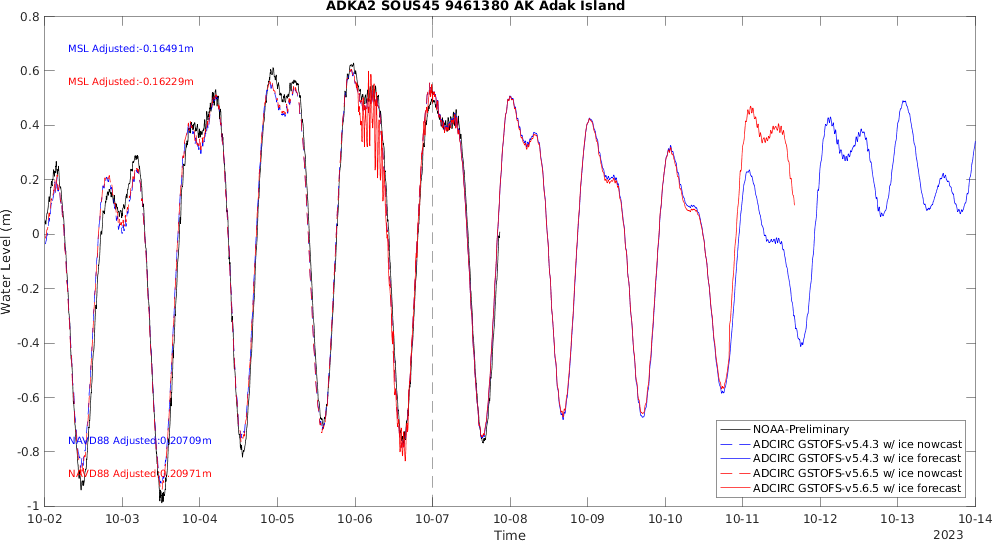 ADKA2 SOUS45 9461380 AK Adak Island
MSL Adjusted:-0.16491m
MSL Adjusted:-0.16229m
NAVD88 Adjusted:0.20709m
NAVD88 Adjusted:0.20971m
Water Level (m)
0.8
0.6
0.4
0.2
0
-0.2
-0.4
-0.6
-0.8
-1
NOAA-Preliminary
ADCIRC GSTOFS-v5.4.3 w/ ice nowcast
ADCIRC GSTOFS-v5.4.3 w/ ice forecast
ADCIRC GSTOFS-v5.6.5 w/ ice nowcast
ADCIRC GSTOFS-v5.6.5 w/ ice forecast
10-02 10-03 10-04 10-05 10-06 10-07 10-08 10-09 10-10 10-11 10-12 10-13 10-14
Time
2023